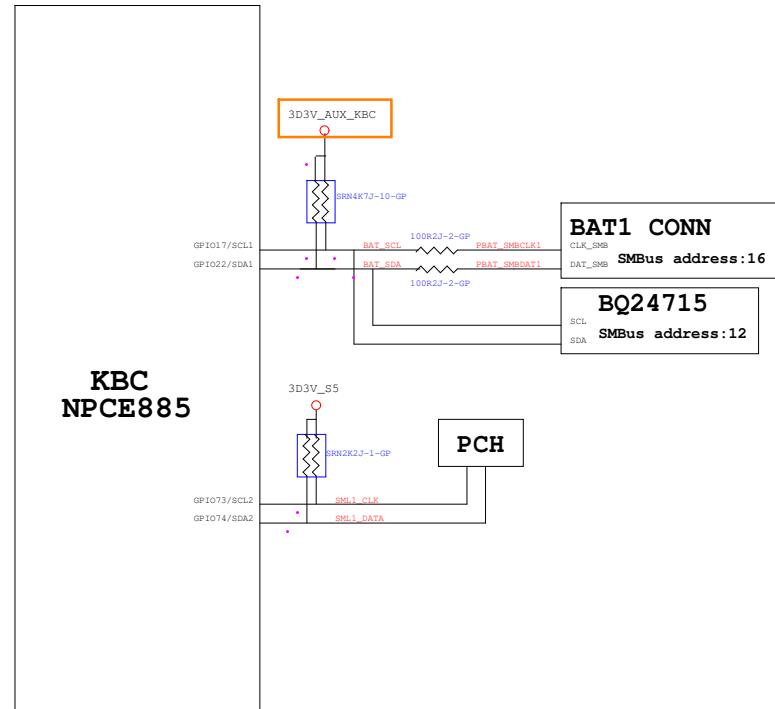 3D3V_AUX_KBC
SRN4K7J-10-GP
100R2J-2-GP
BAT1 CONN
GPIO17/SCL1
BAT_SCL
PBAT_SMBCLK1
CLK_SMB
SMBus address:16
GPIO22/SDA1
BAT_SDA
PBAT_SMBDAT1
DAT_SMB
100R2J-2-GP
BQ24715
SCL
SMBus address:12
SDA
KBC
NPCE885
3D3V_S5
SRN2K2J-1-GP
PCH
GPIO73/SCL2
SML1_CLK
GPIO74/SDA2
SML1_DATA